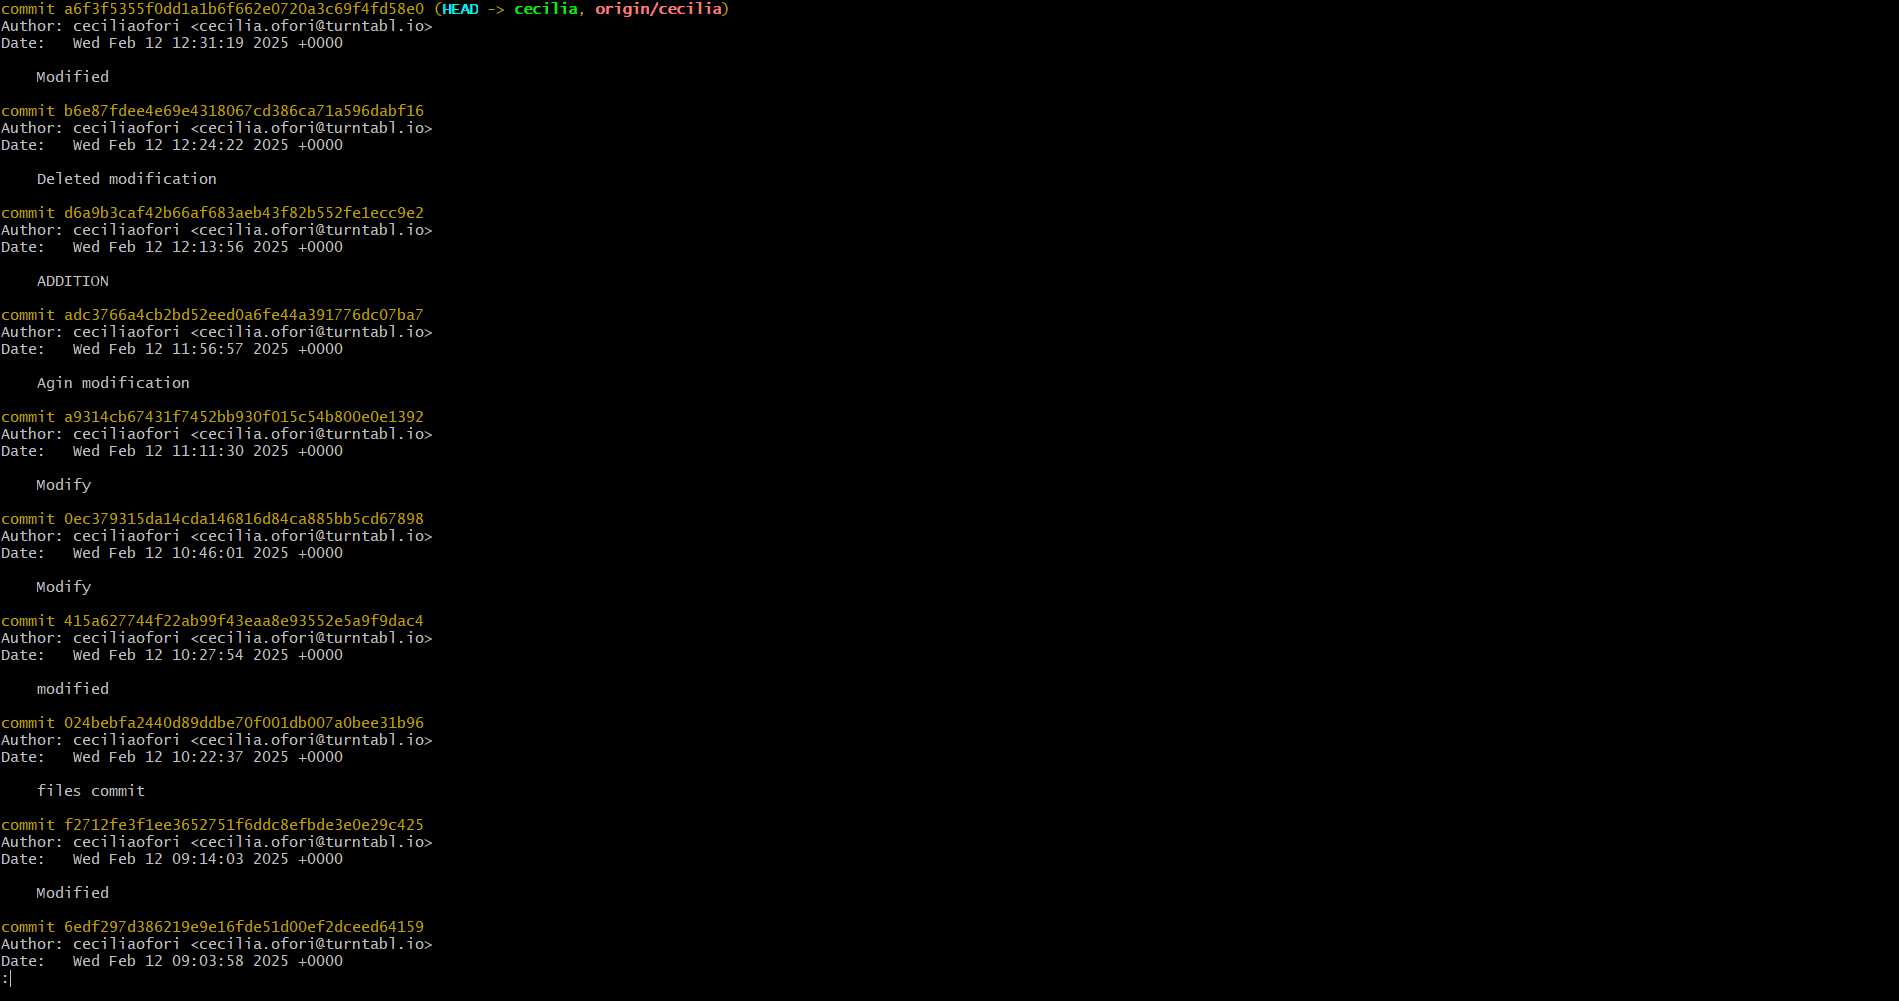 commit a6f3f5355f0dd1a1b6f662e0720a3c69f4fd58e0 (HEAD -> cecilia, origin/cecilia)
Author: ceciliaofori <cecilia.ofori@turntabl.io>
Date:   Wed Feb 12 12:31:19 2025 +0000

    Modified

commit b6e87fdee4e69e4318067cd386ca71a596dabf16
Author: ceciliaofori <cecilia.ofori@turntabl.io>
Date:   Wed Feb 12 12:24:22 2025 +0000

    Deleted modification

commit d6a9b3caf42b66af683aeb43f82b552fe1ecc9e2
Author: ceciliaofori <cecilia.ofori@turntabl.io>
Date:   Wed Feb 12 12:13:56 2025 +0000

    ADDITION

commit adc3766a4cb2bd52eed0a6fe44a391776dc07ba7
Author: ceciliaofori <cecilia.ofori@turntabl.io>
Date:   Wed Feb 12 11:56:57 2025 +0000

    Agin modification

commit a9314cb67431f7452bb930f015c54b800e0e1392
Author: ceciliaofori <cecilia.ofori@turntabl.io>
Date:   Wed Feb 12 11:11:30 2025 +0000

    Modify

commit 0ec379315da14cda146816d84ca885bb5cd67898
Author: ceciliaofori <cecilia.ofori@turntabl.io>
Date:   Wed Feb 12 10:46:01 2025 +0000

    Modify

commit 415a627744f22ab99f43eaa8e93552e5a9f9dac4
Author: ceciliaofori <cecilia.ofori@turntabl.io>
Date:   Wed Feb 12 10:27:54 2025 +0000

    modified

commit 024bebfa2440d89ddbe70f001db007a0bee31b96
Author: ceciliaofori <cecilia.ofori@turntabl.io>
Date:   Wed Feb 12 10:22:37 2025 +0000

    files commit

commit f2712fe3f1ee3652751f6ddc8efbde3e0e29c425
Author: ceciliaofori <cecilia.ofori@turntabl.io>
Date:   Wed Feb 12 09:14:03 2025 +0000

    Modified

commit 6edf297d386219e9e16fde51d00ef2dceed64159
Author: ceciliaofori <cecilia.ofori@turntabl.io>
Date:   Wed Feb 12 09:03:58 2025 +0000
: